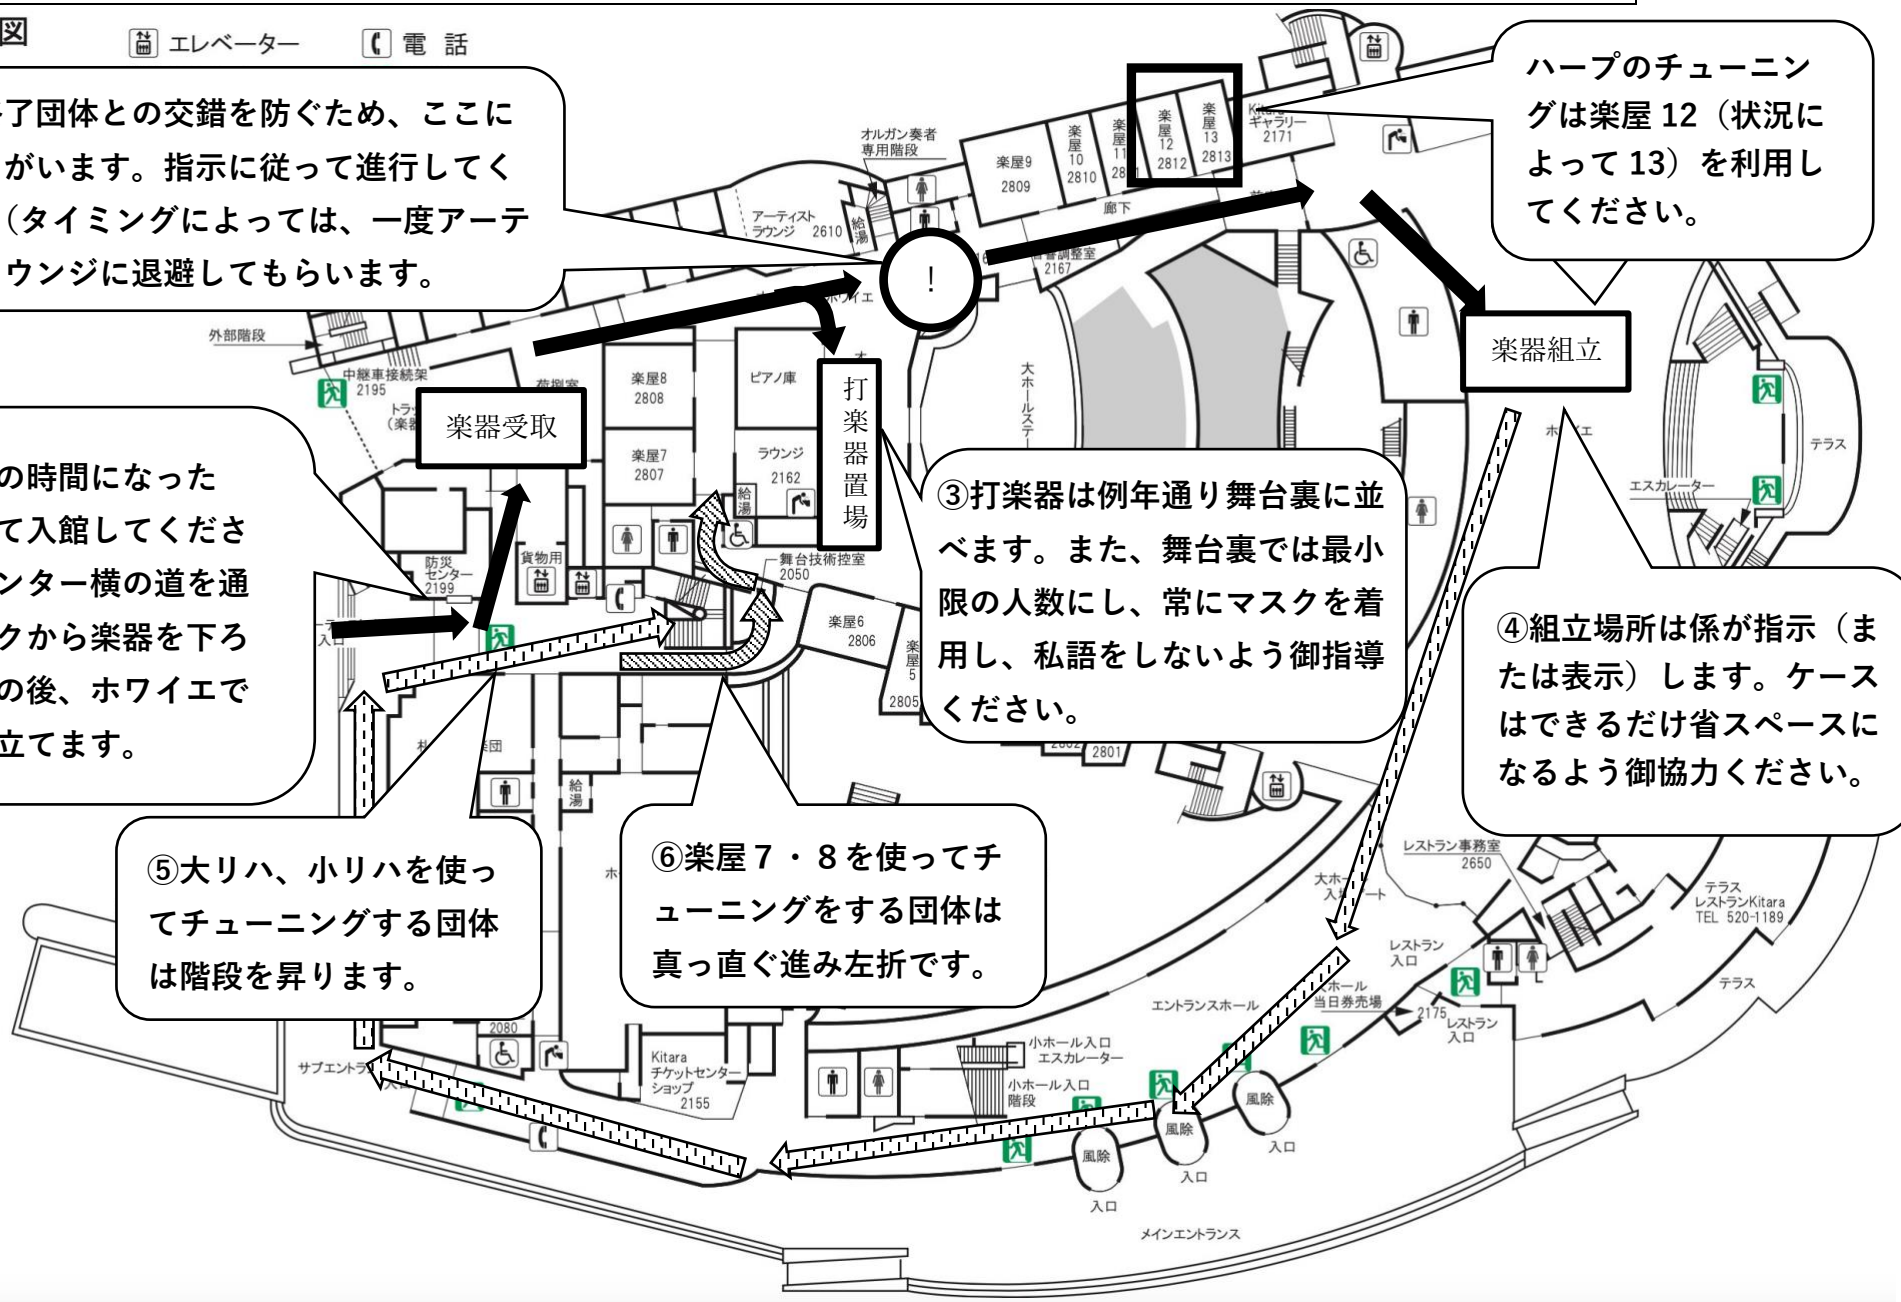 図
エレベーター
電 話
了団体との交錯を防ぐため、ここに
がいます。指示に従って進行してく
（タイミングによっては、一度アーテ
ウンジに退避してもらいます。
ハープのチューニン
グは楽屋 12（状況に
よって 13）を利用し
てください。
オルガン奏者
専用階段
アーティスト
ラウンジ 2610
給湯
楽屋9
2809
楽屋10
2810
楽屋11
楽屋12
2812
楽屋13
2813
ギャラリー
2171
廊下
2167
！
外部階段
中継車接続架
2195
楽器受取
楽屋8
2808
ピアノ庫
打楽器置場
大ホールステ
楽器組立
テラス
エスカレーター
楽屋7
2807
ラウンジ
2162
給湯
の時間になった
て入館してくださ
ンター横の道を通
クから楽器を下ろ
の後、ホワイエで
立てます。
防災
センター
2199
貨物用
舞台技術控室
2050
入口
楽屋6
2806
楽屋5
2805
2801
③打楽器は例年通り舞台裏に並
べます。また、舞台裏では最小
限の人数にし、常にマスクを着
用し、私語をしないよう御指導
ください。
④組立場所は係が指示（ま
たは表示）します。ケース
はできるだけ省スペースに
なるよう御協力ください。
給湯
⑤大リハ、小リハを使っ
てチューニングする団体
は階段を昇ります。
⑥楽屋７・８を使ってチ
ューニングをする団体は
真っ直ぐ進み左折です。
レストラン事務室
2650
テラス
レストランKitara
TEL 520-1189
レストラン
入口
テラス
エントランスホール
当日券売場
2175
レストラン
入口
2080
サブエントラ
Kitara
チケットセンター
ショップ
2155
小ホール入口
エスカレーター
小ホール入口
階段
風除
風除
風除
入口
入口
入口
メインエントランス